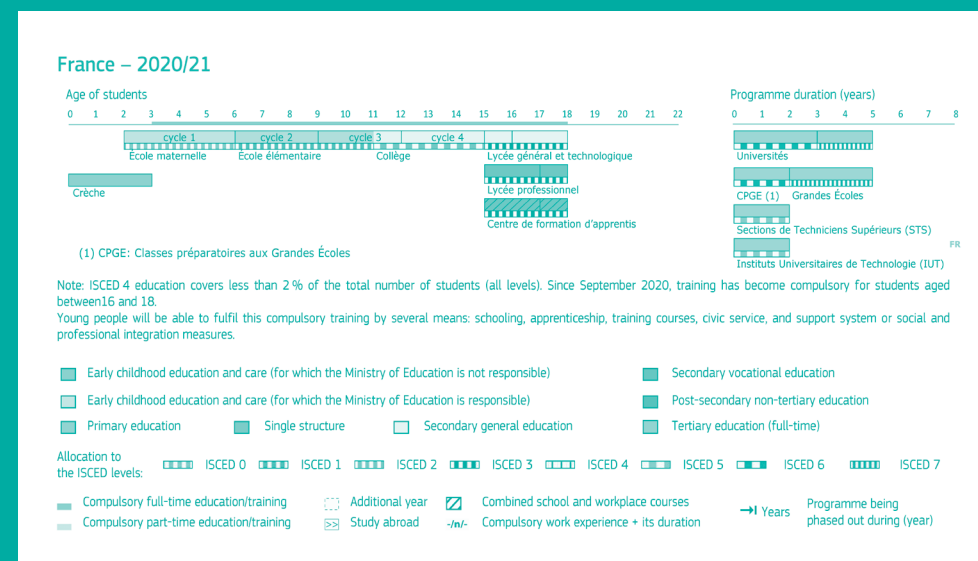 France – 2020/21
Age of students
Programme duration (years)
0 1 2 3 4 5 6 7 8 9 10 11 12 13 14 15 16 17 18 19 20 21 22
0 1 2 3 4 5 6 7 8
cycle 1 cycle 2 cycle 3 cycle 4
École maternelle École élémentaire Collège Lycée général et technologique
Universités
Crèche
Lycée professionnel
CPGE (1) Grandes Écoles
Centre de formation d’apprentis
Sections de Techniciens Supérieurs (STS)
FR
(1) CPGE: Classes préparatoires aux Grandes Écoles
Instituts Universitaires de Technologie (IUT)
Note: ISCED 4 education covers less than 2 % of the total number of students (all levels). Since September 2020, training has become compulsory for students aged
between16 and 18.
Young people will be able to fulfil this compulsory training by several means: schooling, apprenticeship, training courses, civic service, and support system or social and
professional integration measures.
Early childhood education and care (for which the Ministry of Education is not responsible)
Secondary vocational education
Early childhood education and care (for which the Ministry of Education is responsible)
Post-secondary non-tertiary education
Primary education Single structure Secondary general education
Tertiary education (full-time)
Allocation to
the ISCED levels:
ISCED 0 ISCED 1 ISCED 2 ISCED 3 ISCED 4 ISCED 5 ISCED 6 ISCED 7
Compulsory full-time education/training
Additional year
Combined school and workplace courses
Compulsory part-time education/training
>> Study abroad
-/n/- Compulsory work experience + its duration
Years
Programme being
phased out during (year)